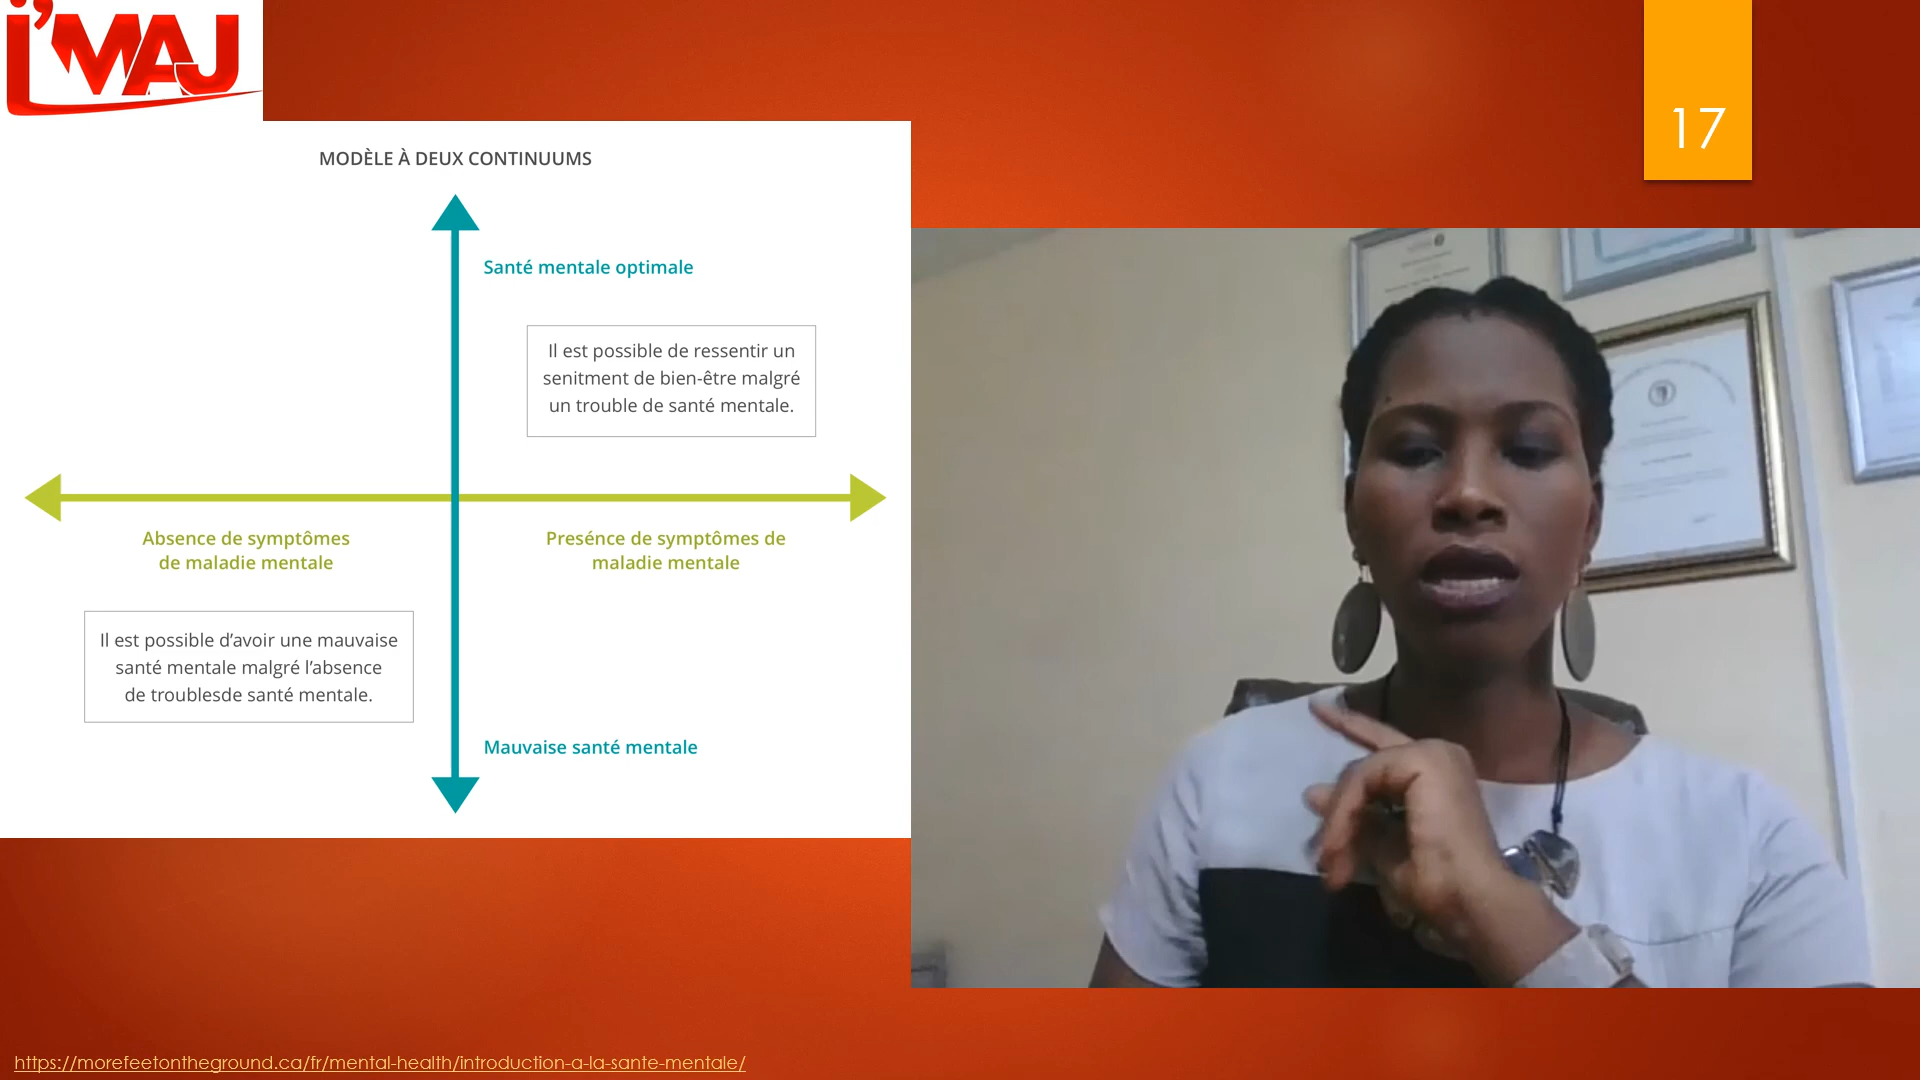 i'MAJ
17
MODÈLE À DEUX CONTINUUMS
Santé mentale optimale
Il est possible de ressentir un
senitment de bien-être malgré
un trouble de santé mentale.
Absence de symptômes
de maladie mentale
Presénce de symptômes de
maladie mentale
Il est possible d’avoir une mauvaise
santé mentale malgré l’absence
de troublesde santé mentale.
Mauvaise santé mentale
https://morefeetontheground.ca/fr/mental-health/introduction-a-la-sante-mentale/